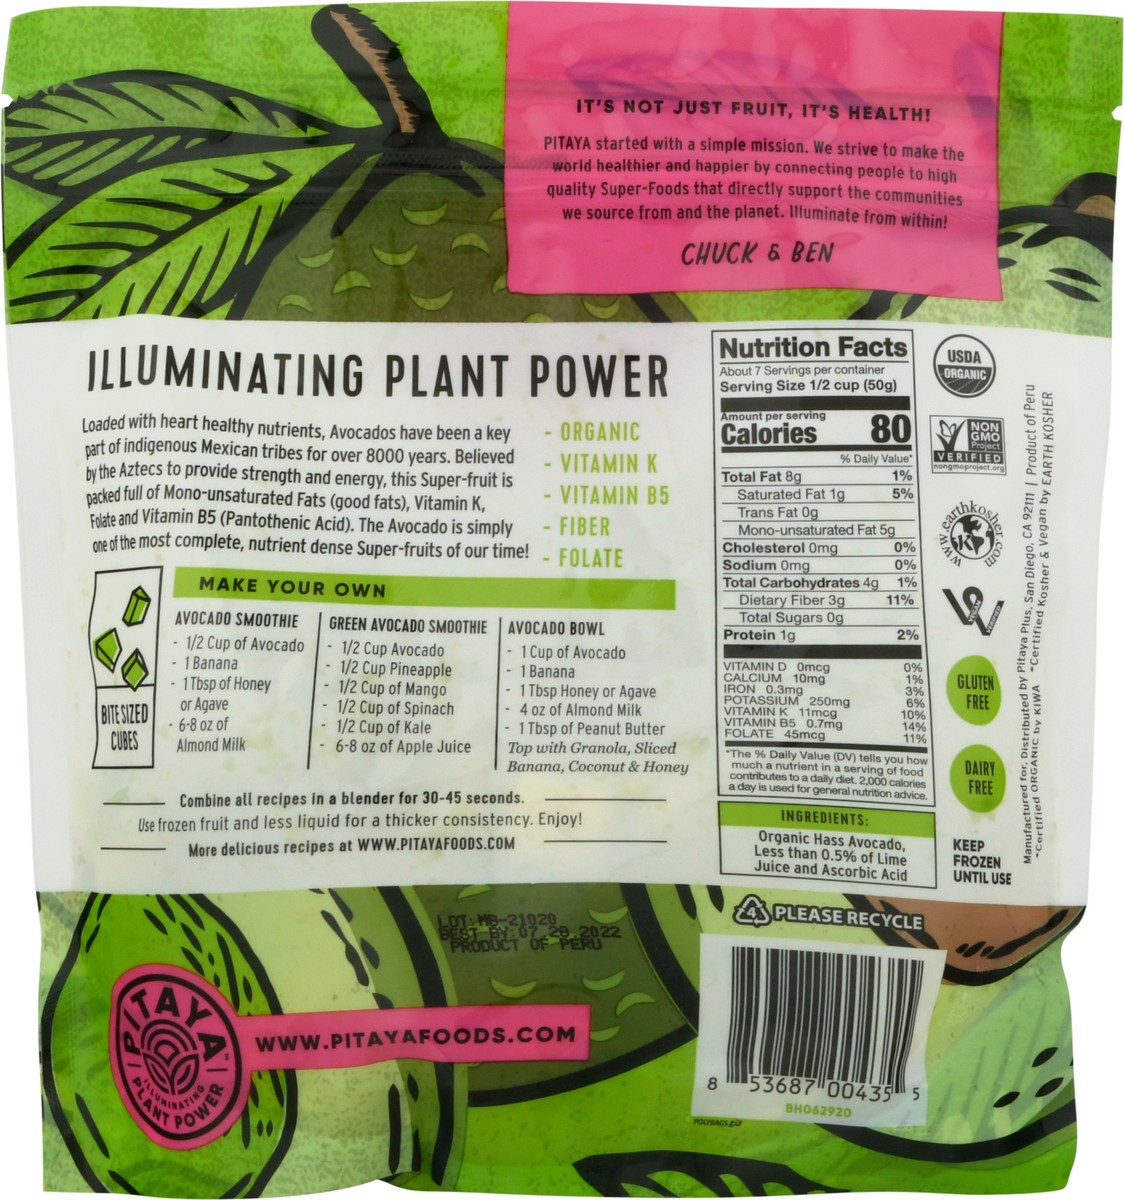 IT'S NOT JUST FRUIT, IT'S HEALTH!
PITAYA started with a simple mission. We strive to make the
world healthier and happier by connecting people to high
quality Super-Foods that directly support the communities
we source from and the planet. Illuminate from within!
CHUCK & BEN
ILLUMINATING PLANT POWER
Loaded with heart healthy nutrients, Avocados have been a key
part of indigenous Mexican tribes for over 8000 years. Believed
by the Aztecs to provide strength and energy, this Super-fruit is
packed full of Mono-unsaturated Fats (good fats), Vitamin K,
Folate and Vitamin B5 (Pantothenic Acid). The Avocado is simply
one of the most complete, nutrient dense Super-fruits of our time!
- ORGANIC
- VITAMIN K
- VITAMIN B5
- FIBER
- FOLATE
BITE SIZED
CUBES
MAKE YOUR OWN
AVOCADO SMOOTHIE
- 1/2 Cup of Avocado
- 1 Banana
- 1 Tbsp of Honey
or Agave
- 6-8 oz of
Almond Milk
GREEN AVOCADO SMOOTHIE
- 1/2 Cup Avocado
- 1/2 Cup Pineapple
- 1/2 Cup of Mango
- 1/2 Cup of Spinach
- 1/2 Cup of Kale
- 6-8 oz of Apple Juice
AVOCADO BOWL
- 1 Cup of Avocado
- 1 Banana
- 1 Tbsp Honey or Agave
- 4 oz of Almond Milk
- 1 Tbsp of Peanut Butter
Top with Granola, Sliced
Banana, Coconut & Honey
Combine all recipes in a blender for 30-45 seconds.
Use frozen fruit and less liquid for a thicker consistency. Enjoy!
More delicious recipes at WWW.PITAYAFOODS.COM
Nutrition Facts
About 7 Servings per container
Serving Size 1/2 cup (50g)
Amount per serving
Calories 80
% Daily Value*
Total Fat 8g 1%
Saturated Fat 1g 5%
Trans Fat 0g
Mono-unsaturated Fat 5g
Cholesterol 0mg 0%
Sodium 0mg 0%
Total Carbohydrates 4g 1%
Dietary Fiber 3g 11%
Total Sugars 0g
Protein 1g 2%
VITAMIN D 0mcg 0%
CALCIUM 10mg 1%
IRON 0.3mg 3%
POTASSIUM 250mg 6%
VITAMIN K 11mcg 10%
VITAMIN B5 0.7mg 14%
FOLATE 45mcg 11%
*The % Daily Value (DV) tells you how
much a nutrient in a serving of food
contributes to a daily diet. 2,000 calories
a day is used for general nutrition advice.
INGREDIENTS:
Organic Hass Avocado,
Less than 0.5% of Lime
Juice and Ascorbic Acid
USDA
ORGANIC
NON
GMO
Project
VERIFIED
nongmoproject.org
www.earthkosher.com
K
VEGAN
VERIFIED
GLUTEN
FREE
DAIRY
FREE
KEEP
FROZEN
UNTIL USE
Manufactured for. Distributed by Pitaya Plus, San Diego, CA 92111 | Product of Peru
*Certified ORGANIC by KIWA *Certified Kosher & Vegan by EARTH KOSHER
4 PLEASE RECYCLE
LOT:MB-21020
BEST BY:07.28.2022
PRODUCT OF PERU
PITAYA™
ILLUMINATING
PLANT POWER
WWW.PITAYAFOODS.COM
8 53687 00435 5
BH062920
POLYBAGS